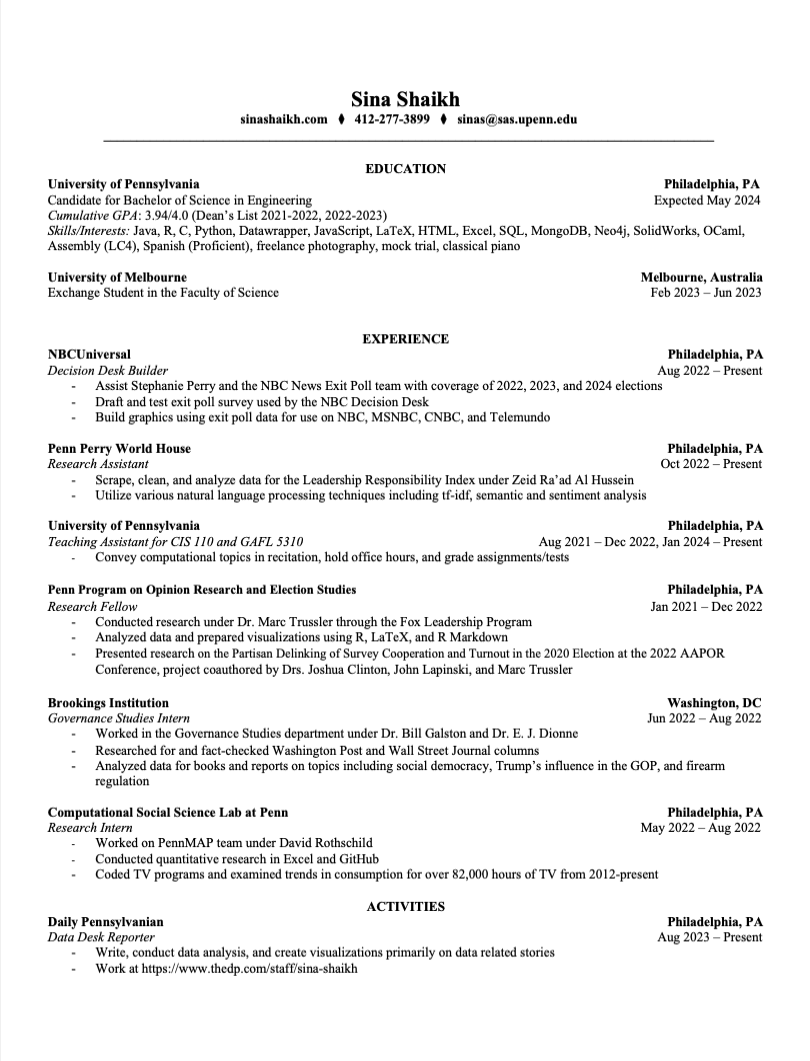 Sina Shaikh
sinashaikh.com ♦ 412-277-3899 ♦ sinas@sas.upenn.edu
EDUCATION
University of Pennsylvania Philadelphia, PA
Candidate for Bachelor of Science in Engineering Expected May 2024
Cumulative GPA: 3.94/4.0 (Dean's List 2021-2022, 2022-2023)
Skills/Interests: Java, R, C, Python, Datawrapper, JavaScript, LaTeX, HTML, Excel, SQL, MongoDB, Neo4j, SolidWorks, OCaml,
Assembly (LC4), Spanish (Proficient), freelance photography, mock trial, classical piano
University of Melbourne Melbourne, Australia
Exchange Student in the Faculty of Science Feb 2023 – Jun 2023
EXPERIENCE
NBCUniversal Philadelphia, PA
Decision Desk Builder Aug 2022 – Present
- Assist Stephanie Perry and the NBC News Exit Poll team with coverage of 2022, 2023, and 2024 elections
- Draft and test exit poll survey used by the NBC Decision Desk
- Build graphics using exit poll data for use on NBC, MSNBC, CNBC, and Telemundo
Penn Perry World House Philadelphia, PA
Research Assistant Oct 2022 – Present
- Scrape, clean, and analyze data for the Leadership Responsibility Index under Zeid Ra'ad Al Hussein
- Utilize various natural language processing techniques including tf-idf, semantic and sentiment analysis
University of Pennsylvania Philadelphia, PA
Teaching Assistant for CIS 110 and GAFL 5310 Aug 2021 – Dec 2022, Jan 2024 – Present
- Convey computational topics in recitation, hold office hours, and grade assignments/tests
Penn Program on Opinion Research and Election Studies Philadelphia, PA
Research Fellow Jan 2021 – Dec 2022
- Conducted research under Dr. Marc Trussler through the Fox Leadership Program
- Analyzed data and prepared visualizations using R, LaTeX, and R Markdown
- Presented research on the Partisan Delinking of Survey Cooperation and Turnout in the 2020 Election at the 2022 AAPOR
Conference, project coauthored by Drs. Joshua Clinton, John Lapinski, and Marc Trussler
Brookings Institution Washington, DC
Governance Studies Intern Jun 2022 – Aug 2022
- Worked in the Governance Studies department under Dr. Bill Galston and Dr. E. J. Dionne
- Researched for and fact-checked Washington Post and Wall Street Journal columns
- Analyzed data for books and reports on topics including social democracy, Trump's influence in the GOP, and firearm
regulation
Computational Social Science Lab at Penn Philadelphia, PA
Research Intern May 2022 – Aug 2022
- Worked on PennMAP team under David Rothschild
- Conducted quantitative research in Excel and GitHub
- Coded TV programs and examined trends in consumption for over 82,000 hours of TV from 2012-present
ACTIVITIES
Daily Pennsylvanian Philadelphia, PA
Data Desk Reporter Aug 2023 – Present
- Write, conduct data analysis, and create visualizations primarily on data related stories
- Work at https://www.thedp.com/staff/sina-shaikh